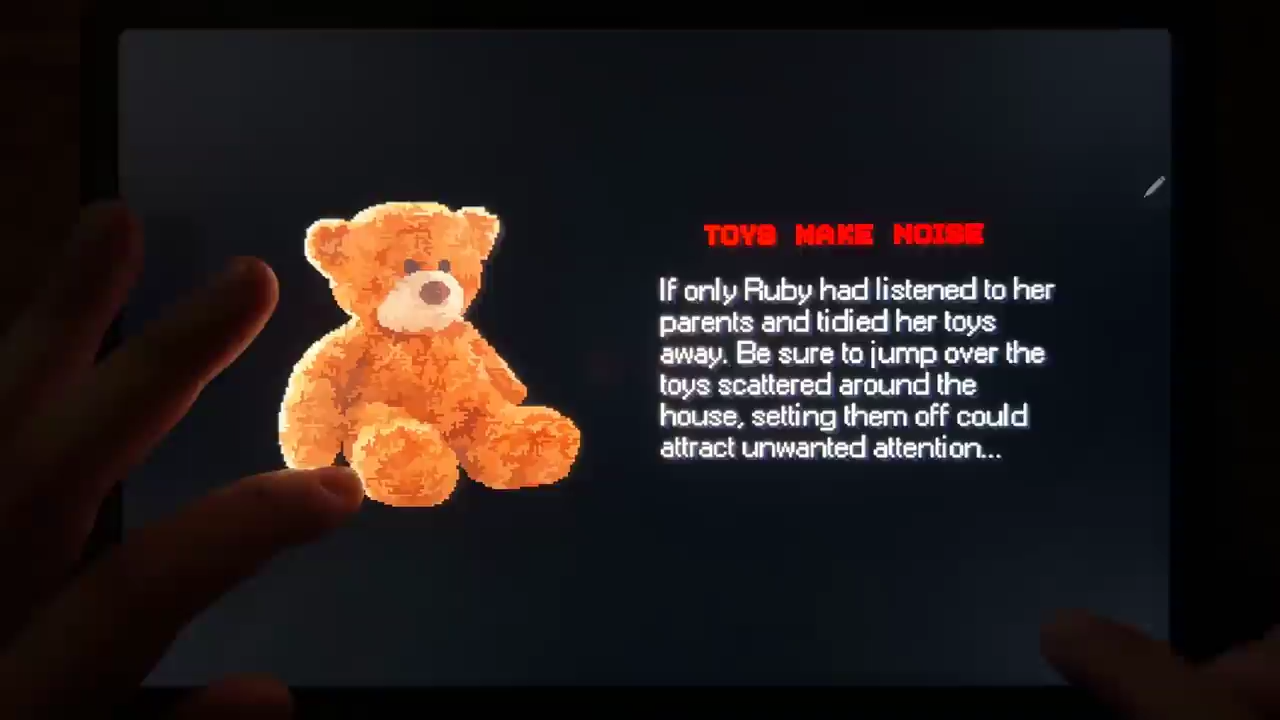 TOYS MAKE NOISE
If only Ruby had listened to her
parents and tidied her toys
away. Be sure to jump over the
toys scattered around the
house, setting them off could
attract unwanted attention...